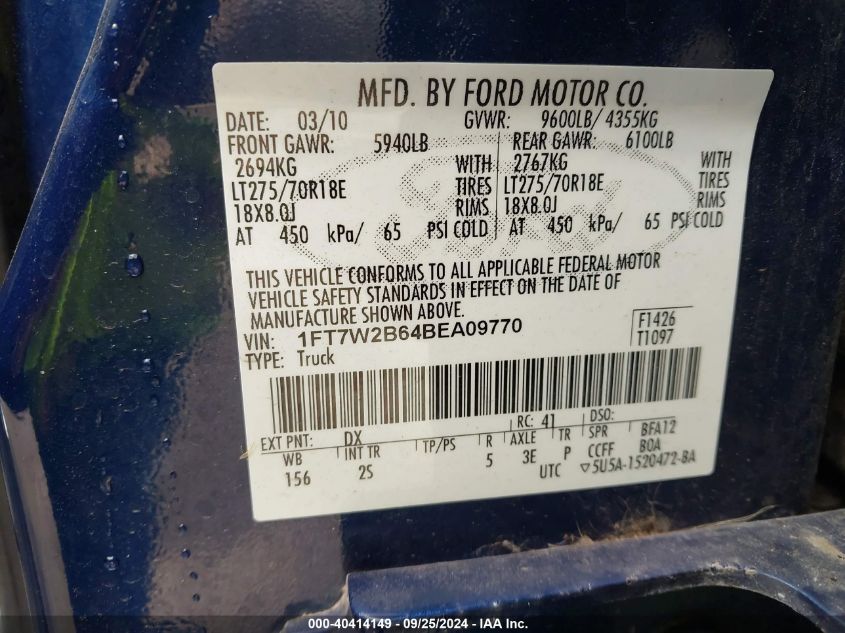 MFD. BY FORD MOTOR CO.
DATE: 03/10 GVWR: 9600LB/ 4355KG
FRONT GAWR: 5940LB REAR GAWR: 6100LB
2694KG WITH 2767KG WITH
LT275/70R18E TIRES LT275/70R18E TIRES
18X8.0J RIMS 18X8.0J RIMS
AT 450 kPa/ 65 PSI COLD AT 450 kPa/ 65 PSI COLD
THIS VEHICLE CONFORMS TO ALL APPLICABLE FEDERAL MOTOR
VEHICLE SAFETY STANDARDS IN EFFECT ON THE DATE OF
MANUFACTURE SHOWN ABOVE.
VIN: 1FT7W2B64BEA09770 F1426
TYPE: Truck T1097
EXT PNT: DX RC: 41 DSO:
WB INT TR TP/PS R AXLE TR SPR BFA12
156 2S 5 3E P CCFF BOA
UTC ▽5U5A-1520472-BA
000-40414149 - 09/25/2024 - IAA Inc.